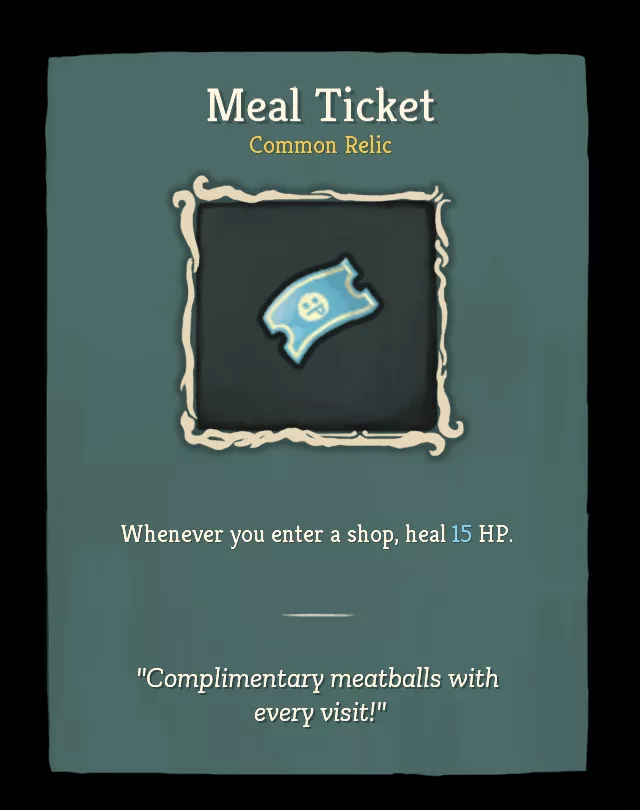 Meal Ticket
Common Relic
Whenever you enter a shop, heal 15 HP.
"Complimentary meatballs with
every visit!"